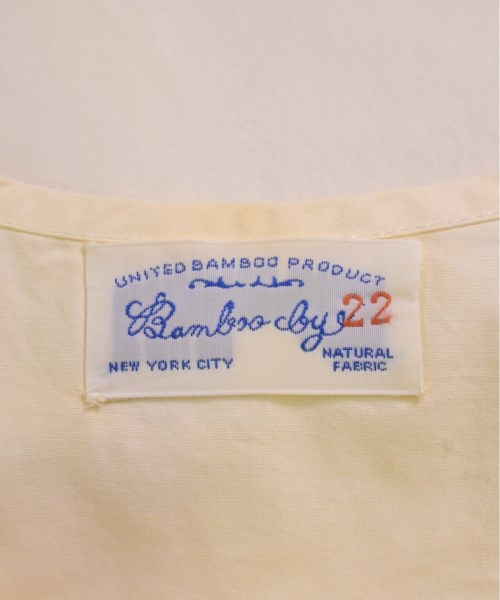 UNITED BAMBOO PRODUCT
Bamboo by 22
NEW YORK CITY
NATURAL
FABRIC